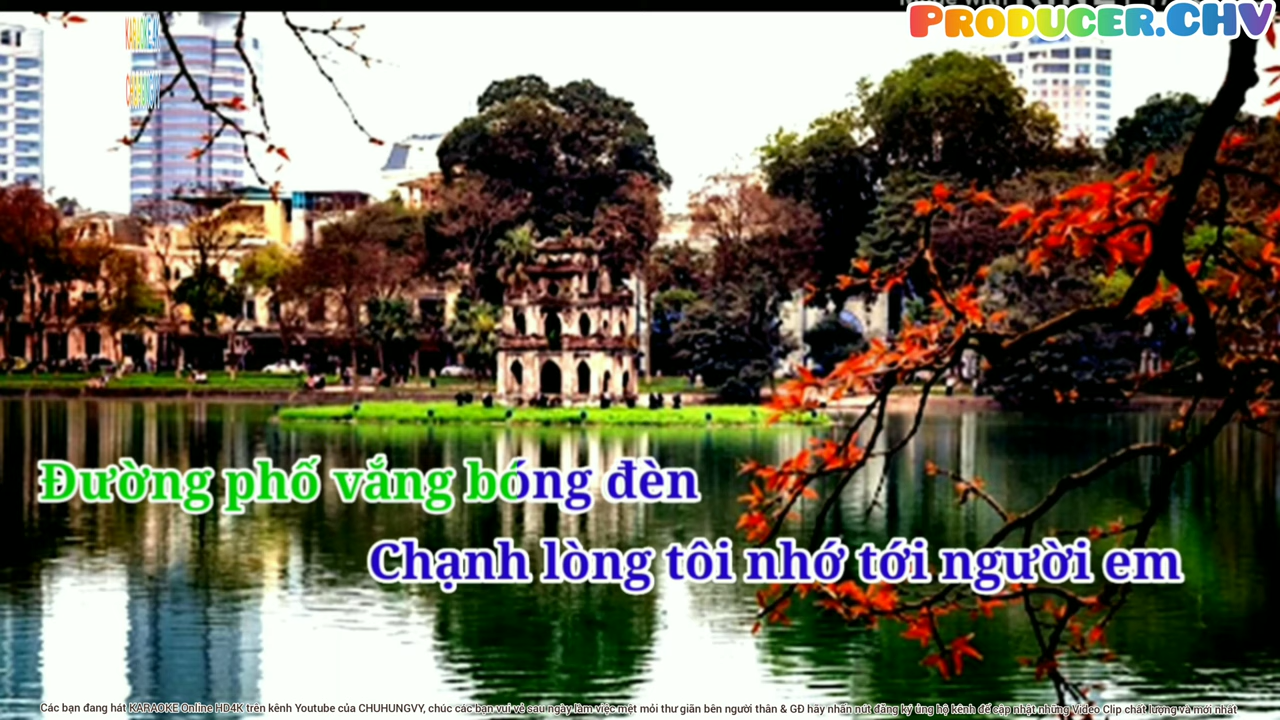 PRODUCER.CHV
KARAOKE 4K
CHUHUNGVY
Đường phố vắng bóng đèn
Chạnh lòng tôi nhớ tới người em
Các bạn đang hát KARAOKE Online HD4K trên kênh Youtube của CHUHUNGVY, chúc các bạn vui vẻ sau ngày làm việc mệt mỏi thư giãn bên người thân & GĐ hãy nhấn nút đăng ký ủng hộ kênh để cập nhật những Video Clip chất lượng và mới nhất